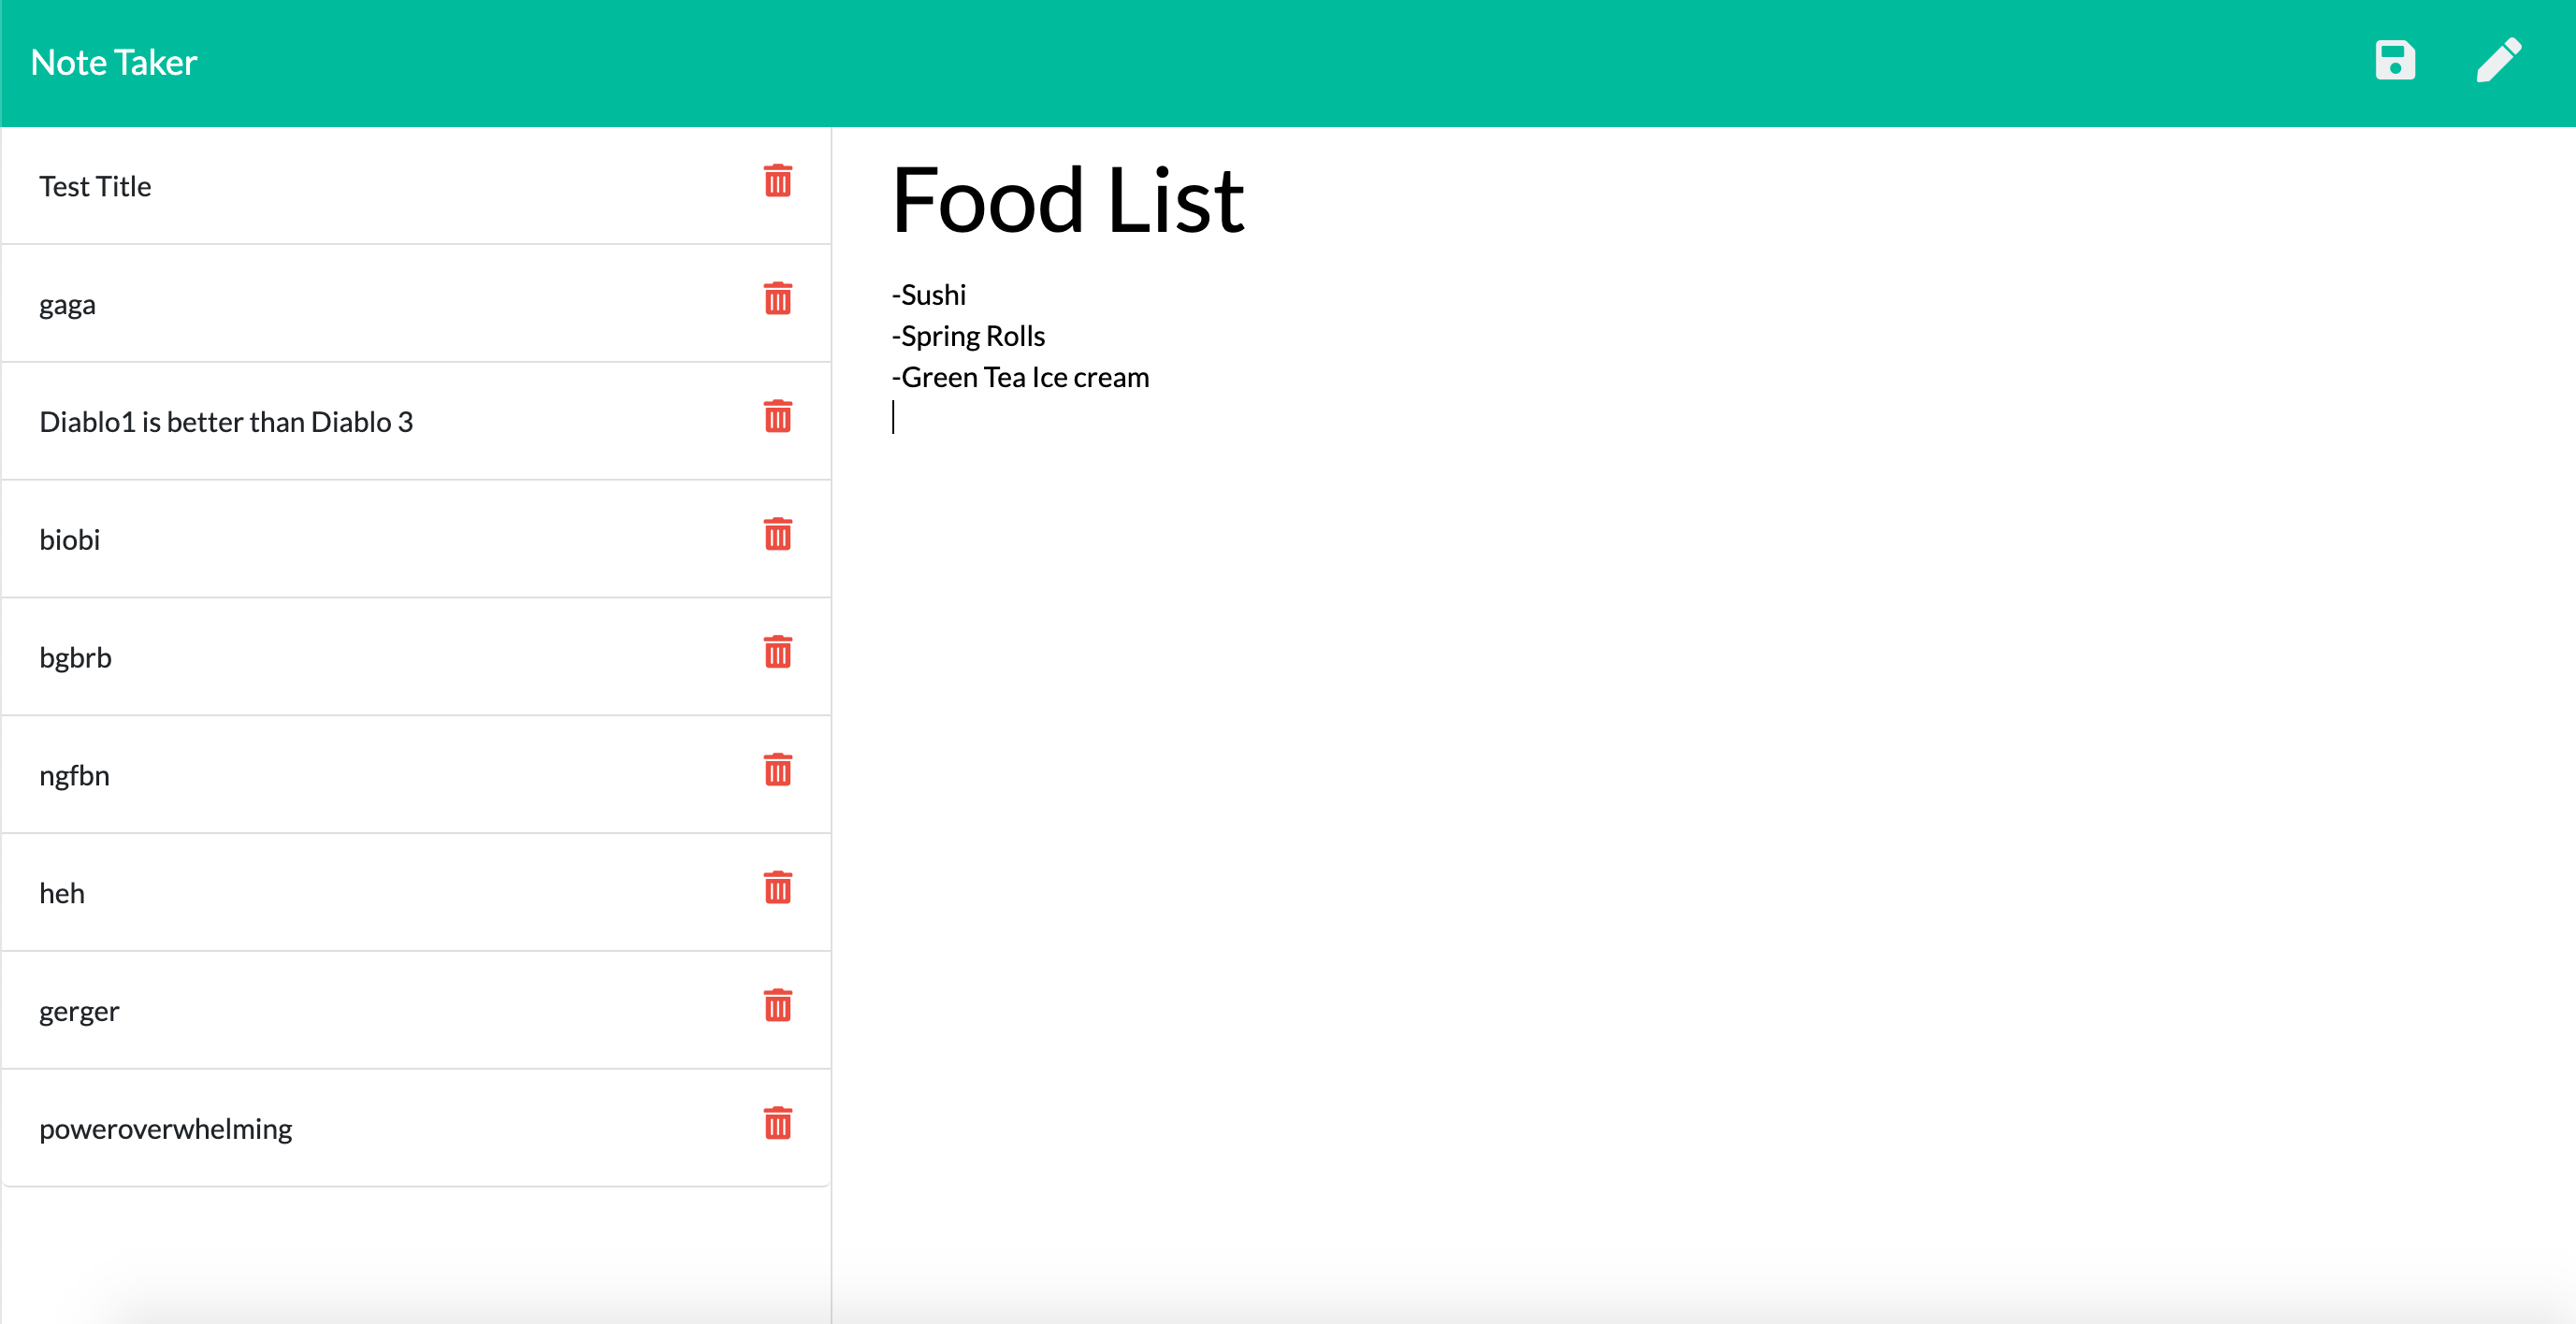 Note Taker
Test Title
gaga
Diablo1 is better than Diablo 3
biobi
bgbrb
ngfbn
heh
gerger
poweroverwhelming
Food List
-Sushi
-Spring Rolls
-Green Tea Ice cream